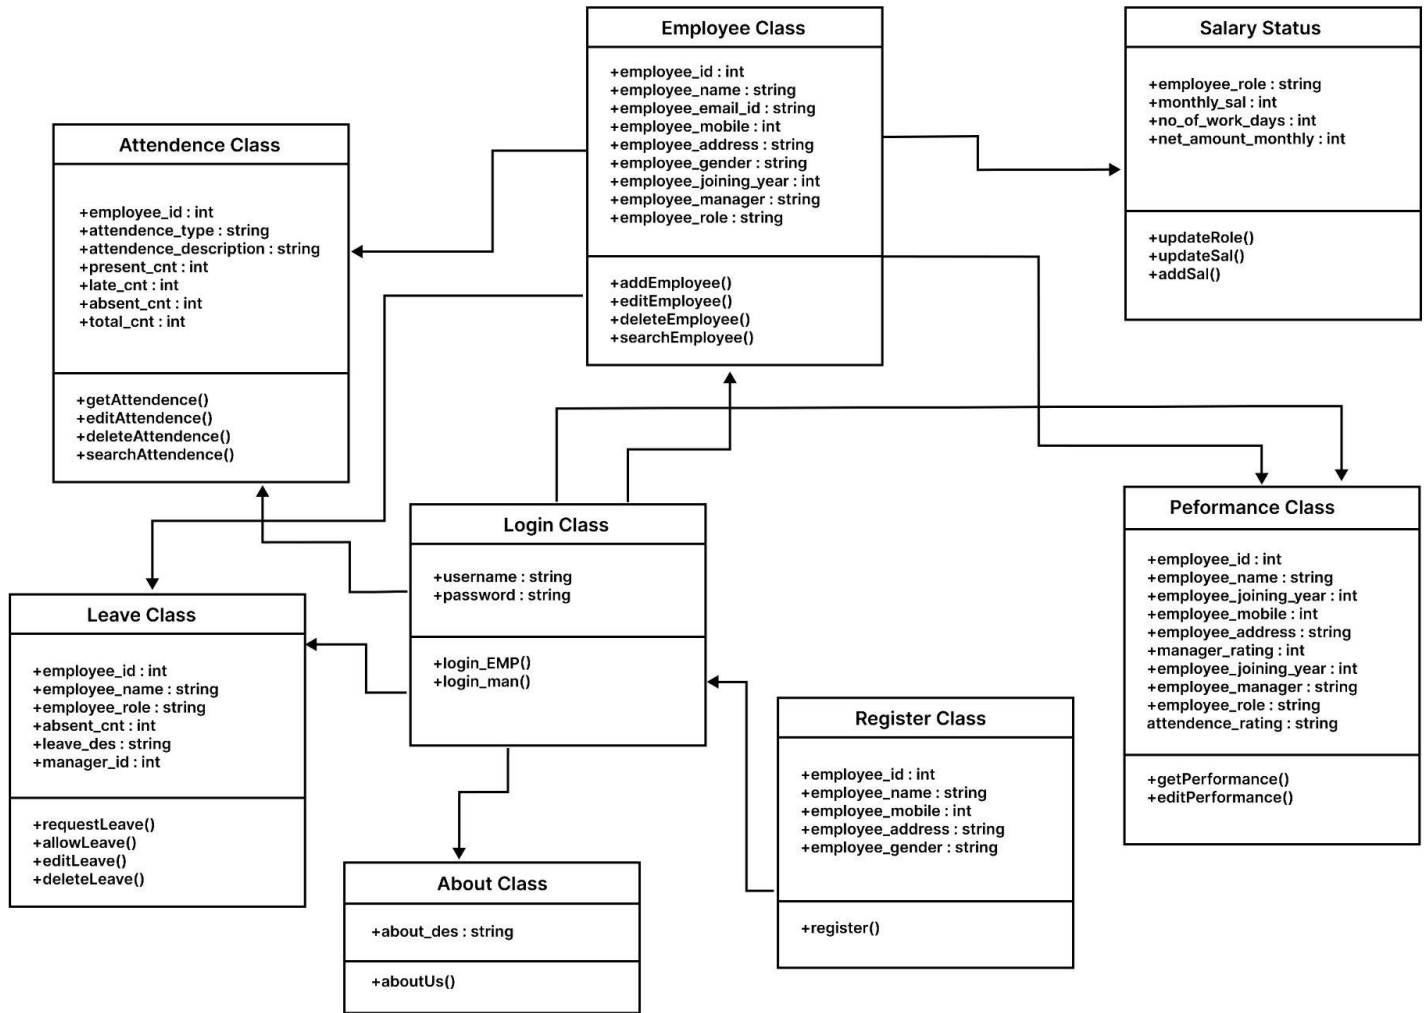 Employee Class
+employee_id : int
+employee_name : string
+employee_email_id : string
+employee_mobile : int
+employee_address : string
+employee_gender : string
+employee_joining_year : int
+employee_manager : string
+employee_role : string
+addEmployee()
+editEmployee()
+deleteEmployee()
+searchEmployee()
Salary Status
+employee_role : string
+monthly_sal : int
+no_of_work_days : int
+net_amount_monthly : int
+updateRole()
+updateSal()
+addSal()
Attendence Class
+employee_id : int
+attendence_type : string
+attendence_description : string
+present_cnt : int
+late_cnt : int
+absent_cnt : int
+total_cnt : int
+getAttendence()
+editAttendence()
+deleteAttendence()
+searchAttendence()
Login Class
+username : string
+password : string
+login_EMP()
+login_man()
Peformance Class
+employee_id : int
+employee_name : string
+employee_joining_year : int
+employee_mobile : int
+employee_address : string
+manager_rating : int
+employee_joining_year : int
+employee_manager : string
+employee_role : string
attendence_rating : string
+getPerformance()
+editPerformance()
Leave Class
+employee_id : int
+employee_name : string
+employee_role : string
+absent_cnt : int
+leave_des : string
+manager_id : int
+requestLeave()
+allowLeave()
+editLeave()
+deleteLeave()
Register Class
+employee_id : int
+employee_name : string
+employee_mobile : int
+employee_address : string
+employee_gender : string
+register()
About Class
+about_des : string
+aboutUs()